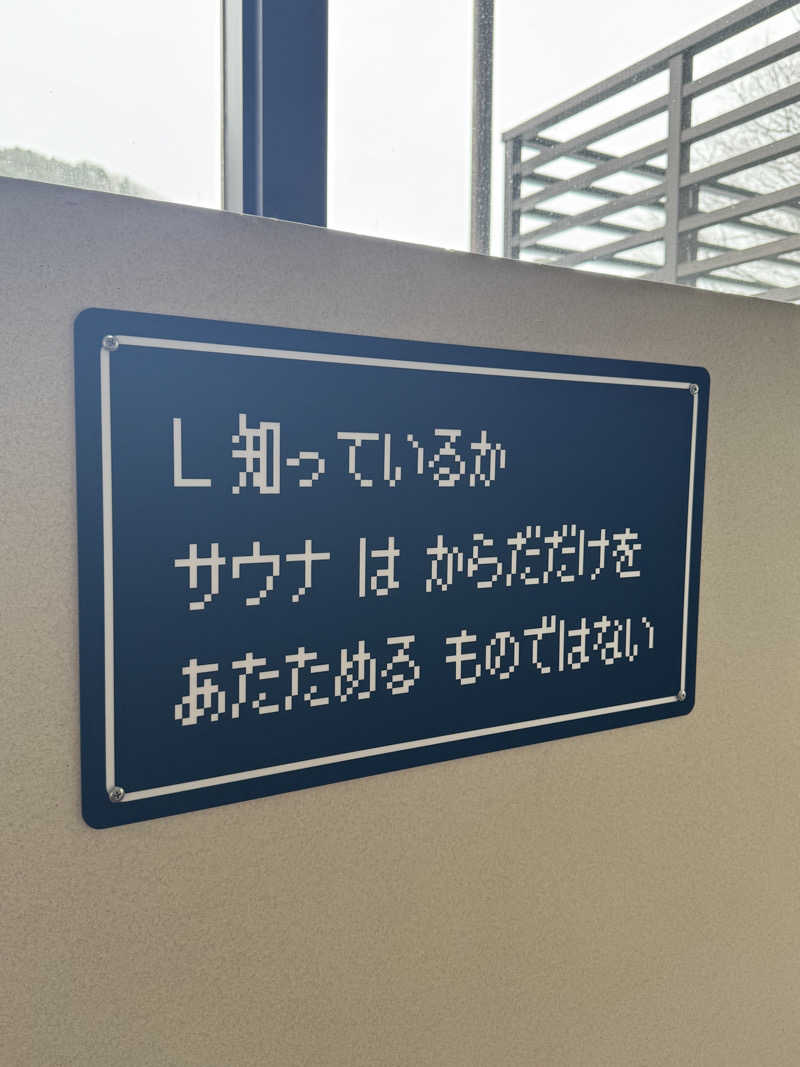 L 知っているか
サウナ は からだだけを
あたためる ものではない